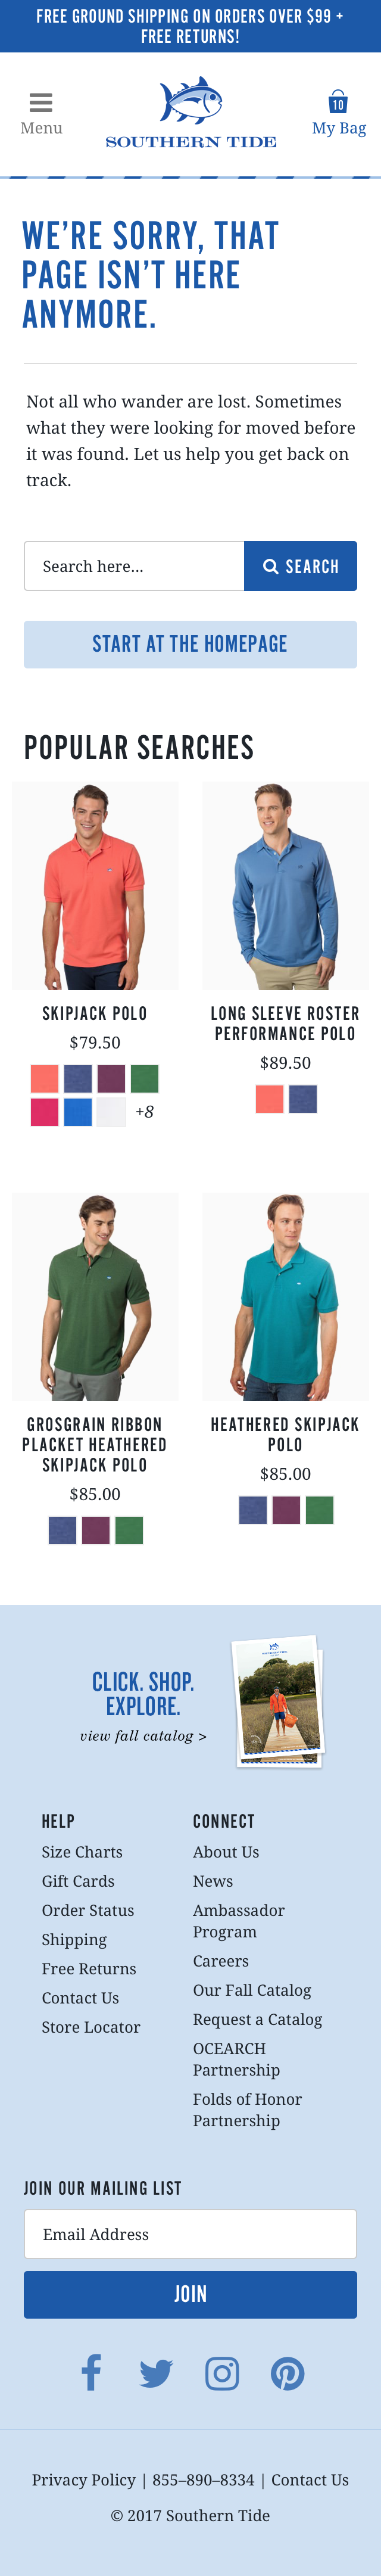 FREE GROUND SHIPPING ON ORDERS OVER $99 +
FREE RETURNS!
Menu
SOUTHERN TIDE
10
My Bag
WE’RE SORRY, THAT
PAGE ISN’T HERE
ANYMORE.
Not all who wander are lost. Sometimes
what they were looking for moved before
it was found. Let us help you get back on
track.
Search here...
SEARCH
START AT THE HOMEPAGE
POPULAR SEARCHES
SKIPJACK POLO
$79.50
+8
LONG SLEEVE ROSTER
PERFORMANCE POLO
$89.50
GROSGRAIN RIBBON
PLACKET HEATHERED
SKIPJACK POLO
$85.00
HEATHERED SKIPJACK
POLO
$85.00
CLICK. SHOP.
EXPLORE.
view fall catalog >
SOUTHERN TIDE
HELP
Size Charts
Gift Cards
Order Status
Shipping
Free Returns
Contact Us
Store Locator
CONNECT
About Us
News
Ambassador
Program
Careers
Our Fall Catalog
Request a Catalog
OCEARCH
Partnership
Folds of Honor
Partnership
JOIN OUR MAILING LIST
Email Address
JOIN
Privacy Policy | 855–890–8334 | Contact Us
© 2017 Southern Tide